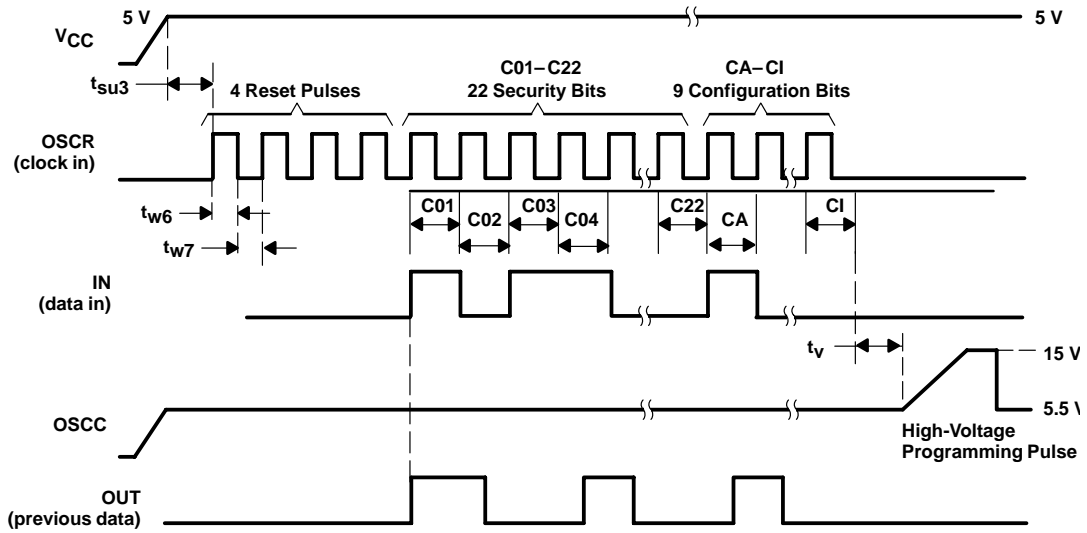 5 V
5 V
VCC
tsu3
4 Reset Pulses
C01–C22
22 Security Bits
CA–CI
9 Configuration Bits
OSCR
(clock in)
tw6
tw7
C01
C02
C03
C04
C22
CA
CI
IN
(data in)
tv
15 V
OSCC
5.5 V
High-Voltage
Programming Pulse
OUT
(previous data)